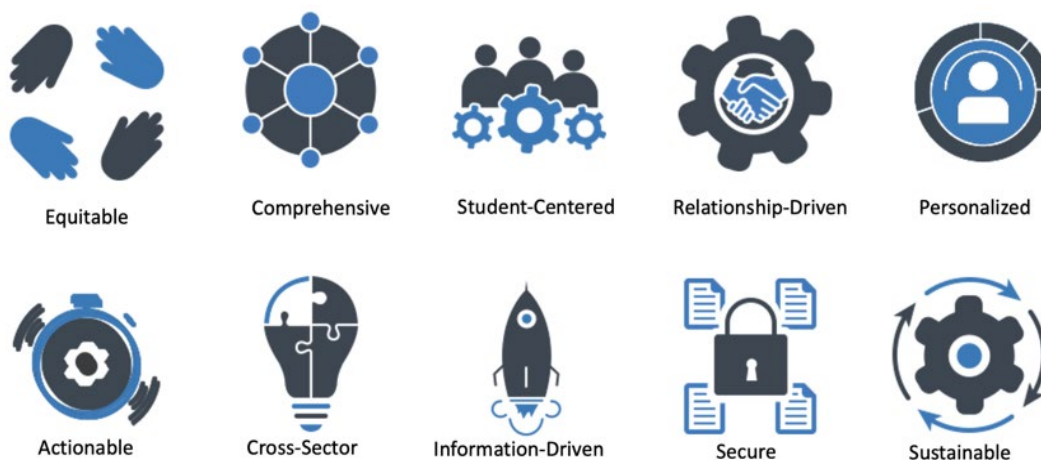 Equitable
Comprehensive
Student-Centered
Relationship-Driven
Personalized
Actionable
Cross-Sector
Information-Driven
Secure
Sustainable